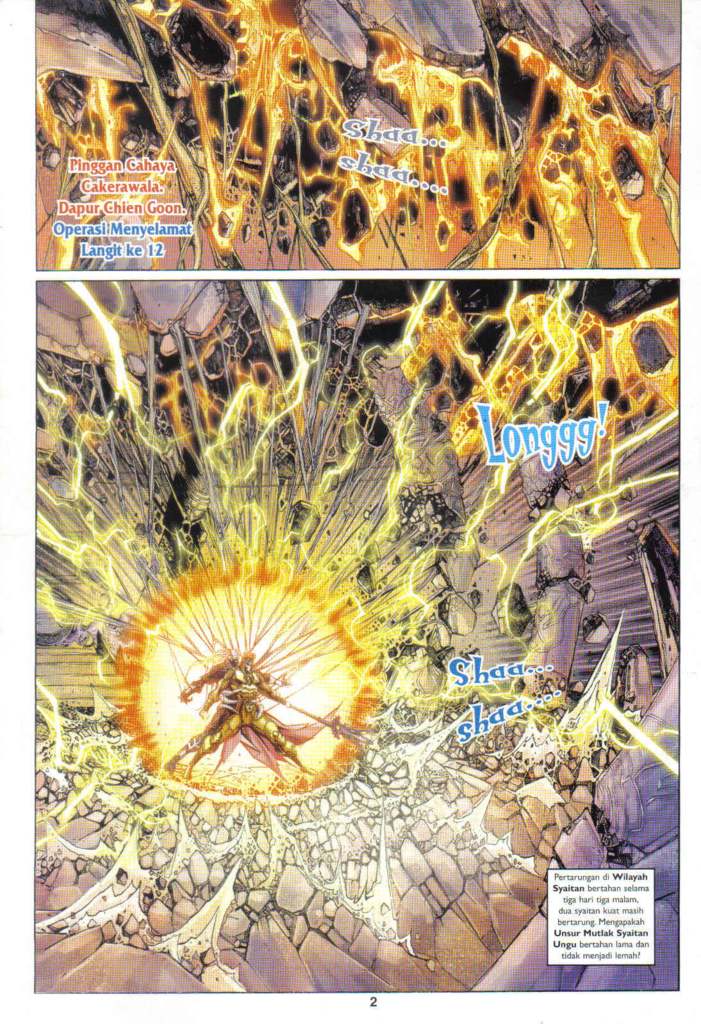 Shaa...
shaa....
Pinggan Cahaya
Cakerawala.
Dapur Chien Goon.
Operasi Menyelamat
Langit ke 12
Longgg!
Shaa...
shaa....
Pertarungan di Wilayah
Syaitan bertahan selama
tiga hari tiga malam,
dua syaitan kuat masih
bertarung. Mengapakah
Unsur Mutlak Syaitan
Ungu bertahan lama dan
tidak menjadi lemah?
2